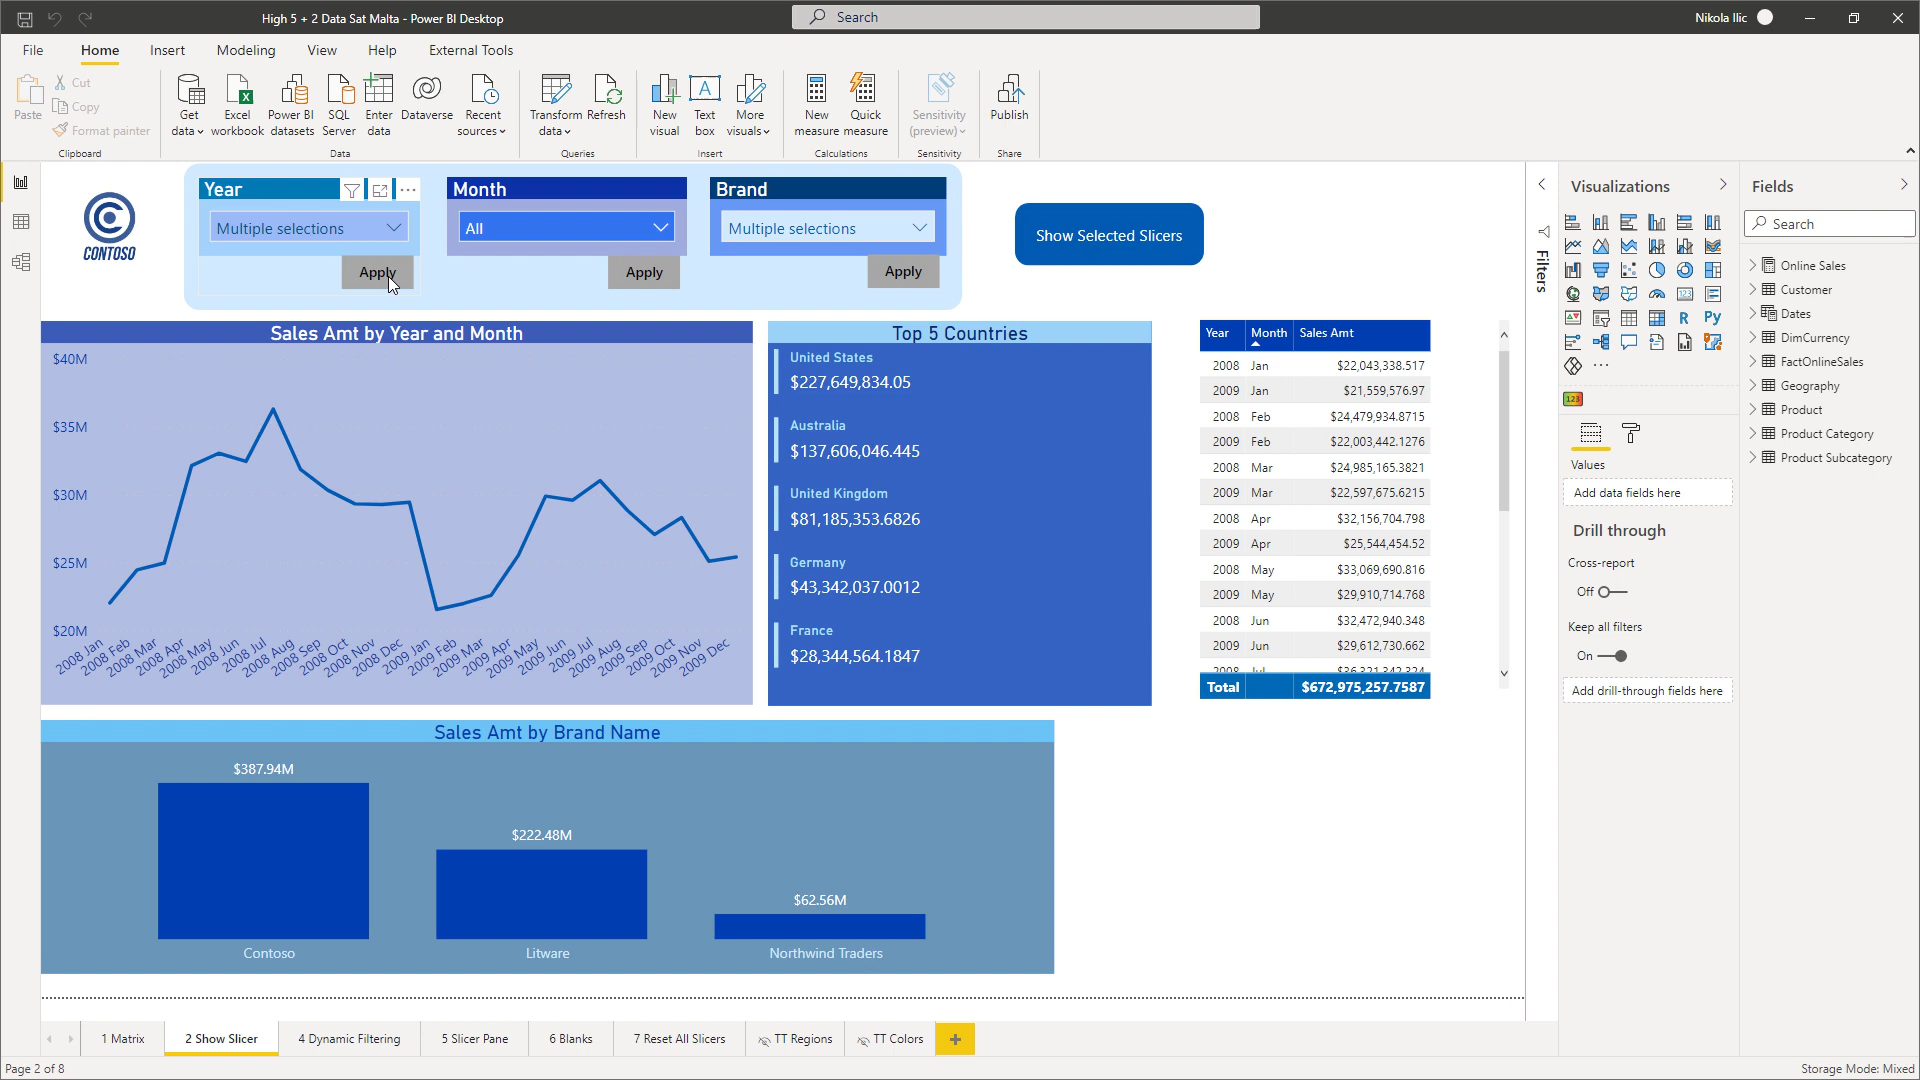 High 5 + 2 Data Sat Malta - Power BI Desktop
Search
Nikola Ilic
File
Home
Insert
Modeling
View
Help
External Tools
Paste
Cut
Copy
Format painter
Clipboard
Get data
Excel workbook
Power BI datasets
SQL Server
Enter data
Dataverse
Recent sources
Data
Transform data
Refresh
Queries
New visual
Text box
More visuals
Insert
New measure
Quick measure
Calculations
Sensitivity (preview)
Sensitivity
Publish
Share
CONTOSO
Year
Multiple selections
Apply
Month
All
Apply
Brand
Multiple selections
Apply
Show Selected Slicers
Sales Amt by Year and Month
$40M
$35M
$30M
$25M
$20M
2008 Jan
2008 Feb
2008 Mar
2008 Apr
2008 May
2008 Jun
2008 Jul
2008 Aug
2008 Sep
2008 Oct
2008 Nov
2008 Dec
2009 Jan
2009 Feb
2009 Mar
2009 Apr
2009 May
2009 Jun
2009 Jul
2009 Aug
2009 Sep
2009 Oct
2009 Nov
2009 Dec
Top 5 Countries
United States
$227,649,834.05
Australia
$137,606,046.445
United Kingdom
$81,185,353.6826
Germany
$43,342,037.0012
France
$28,344,564.1847
Year Month Sales Amt
2008 Jan $22,043,338.517
2009 Jan $21,559,576.97
2008 Feb $24,479,934.8715
2009 Feb $22,003,442.1276
2008 Mar $24,985,165.3821
2009 Mar $22,597,675.6215
2008 Apr $32,156,704.798
2009 Apr $25,544,454.52
2008 May $33,069,690.816
2009 May $29,910,714.768
2008 Jun $32,472,940.348
2009 Jun $29,612,730.662
2008 Jul $36,321,342.324
Total $672,975,257.7587
Sales Amt by Brand Name
$387.94M
$222.48M
$62.56M
Contoso
Litware
Northwind Traders
Filters
Visualizations
R
Py
123
123
Values
Add data fields here
Drill through
Cross-report
Off
Keep all filters
On
Add drill-through fields here
Fields
Search
Online Sales
Customer
Dates
DimCurrency
FactOnlineSales
Geography
Product
Product Category
Product Subcategory
1 Matrix
2 Show Slicer
4 Dynamic Filtering
5 Slicer Pane
6 Blanks
7 Reset All Slicers
TT Regions
TT Colors
Page 2 of 8
Storage Mode: Mixed